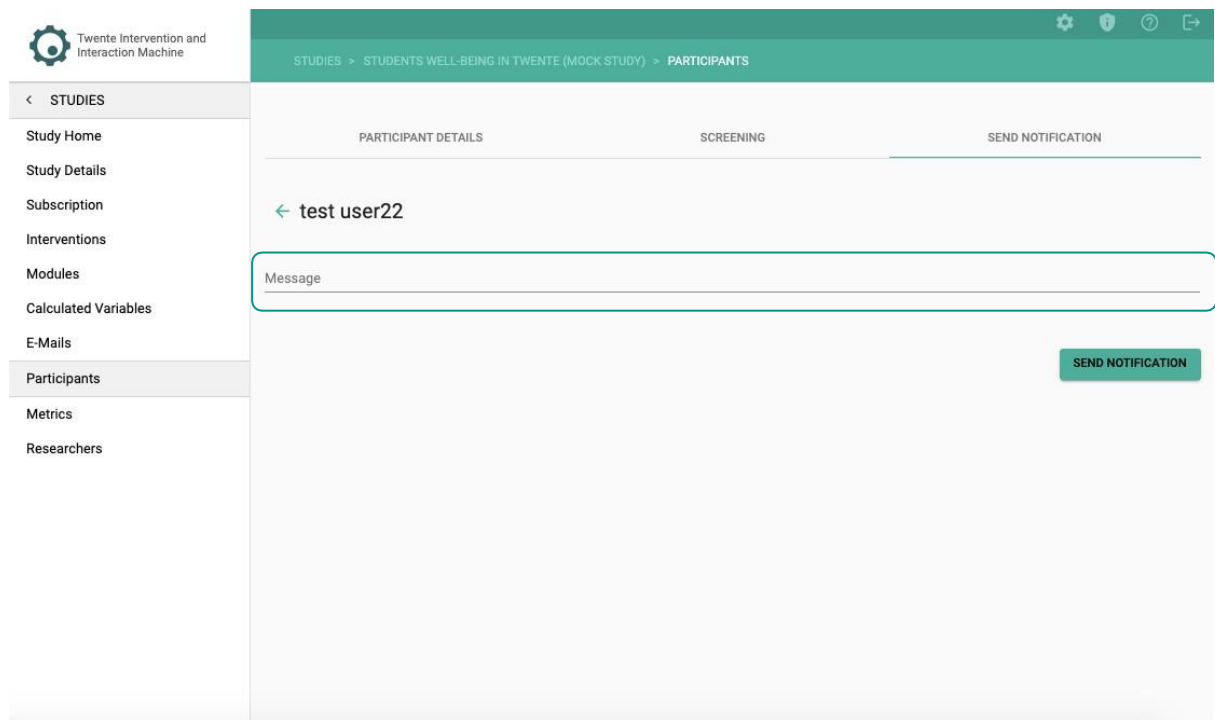 Twente Intervention and
Interaction Machine
STUDIES > STUDENTS WELL-BEING IN TWENTE (MOCK STUDY) > PARTICIPANTS
< STUDIES
Study Home
Study Details
Subscription
Interventions
Modules
Calculated Variables
E-Mails
Participants
Metrics
Researchers
PARTICIPANT DETAILS SCREENING SEND NOTIFICATION
← test user22
Message
SEND NOTIFICATION